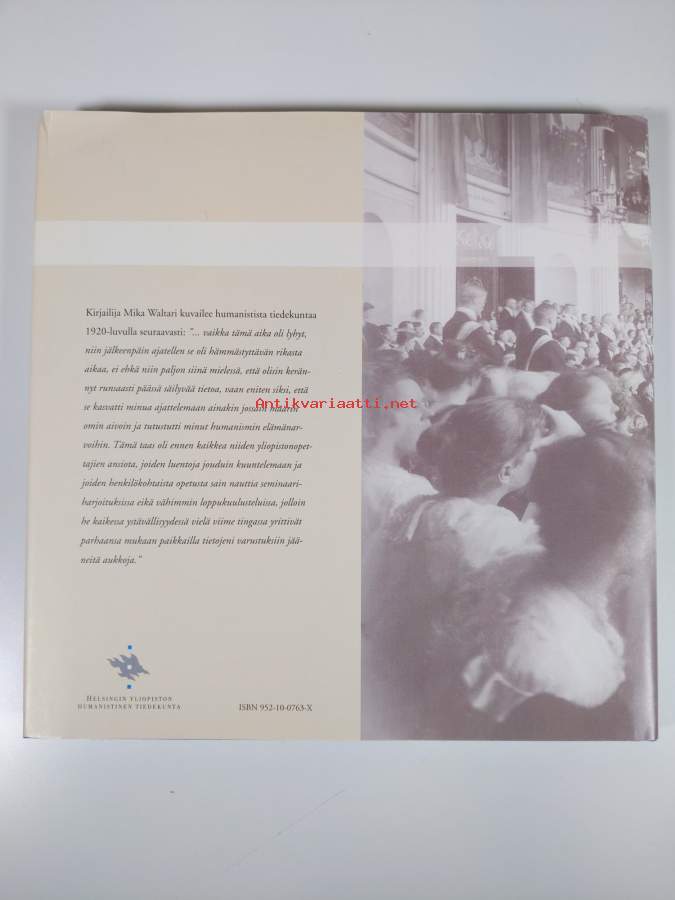 Kirjailija Mika Waltari kuvailee humanistista tiedekuntaa
1920-luvulla seuraavasti: "... vaikka tämä aika oli lyhyt,
niin jälkeenpäin ajatellen se oli hämmästyttävän rikasta
aikaa, ei ehkä niin paljon siinä mielessä, että olisin kerän-
nyt runsaasti päässä säilyvää tietoa, vaan eniten siksi, että
se kasvatti minua ajattelemaan ainakin jossain määrin
omin aivoin ja tutustutti minut humanismin elämänar-
voihin. Tämä taas oli ennen kaikkea niiden yliopistonopet-
tajien ansiota, joiden luentoja jouduin kuuntelemaan ja
joiden henkilökohtaista opetusta sain nauttia seminaari-
harjoituksissa eikä vähimmin loppukuulusteluissa, jolloin
he kaikessa ystävällisyydessä vielä viime tingassa yrittivät
parhaansa mukaan paikkailla tietojeni varustuksiin jää-
neitä aukkoja."
Antikvariaatti.net
HELSINGIN YLIOPISTON
HUMANISTINEN TIEDEKUNTA
ISBN 952-10-0763-X